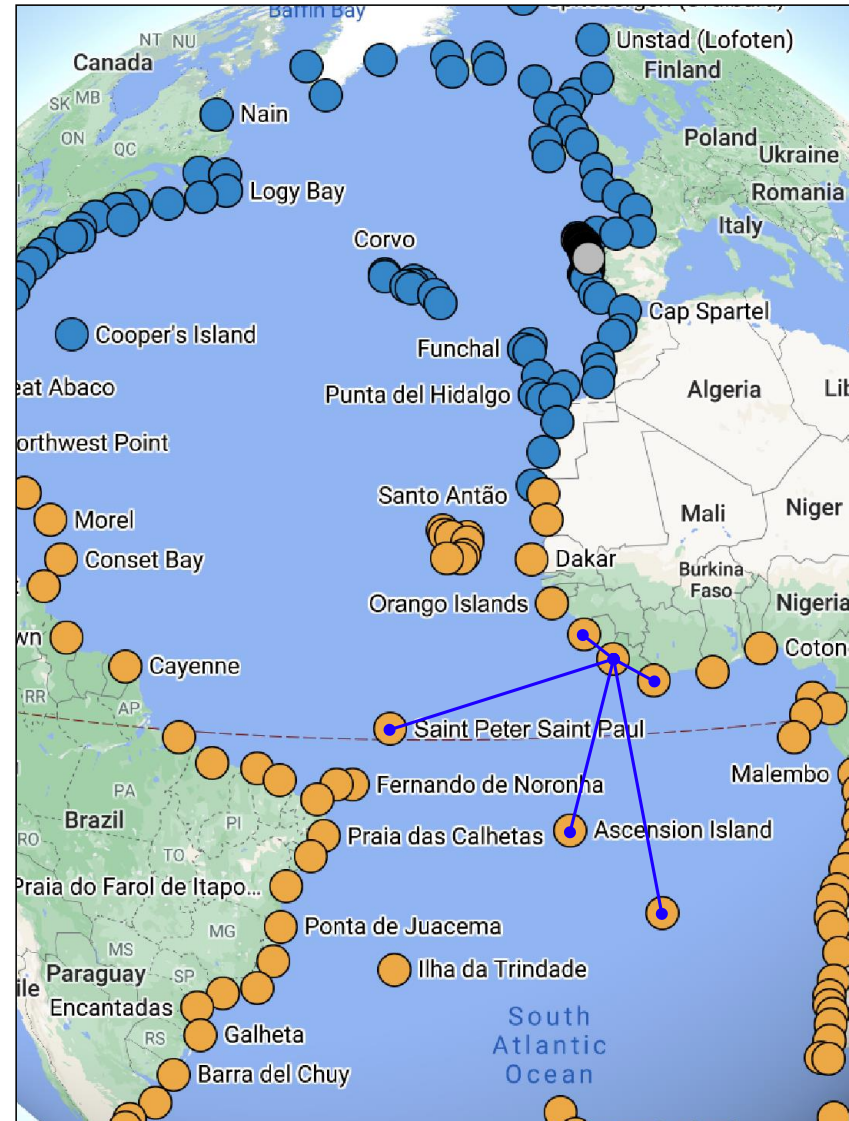 Baffin Bay
Spitsbergen (Svalbard)
NT NU
Canada
Unstad (Lofoten)
Finland
SK MB
Nain
ON
QC
Poland
Ukraine
Logy Bay
Romania
Italy
Corvo
Cap Spartel
Cooper's Island
Funchal
eat Abaco
Punta del Hidalgo
Algeria
Lib
orthwest Point
Santo Antão
Niger
Morel
Mali
Conset Bay
Dakar
Burkina
Faso
Orango Islands
Nigeria
wn
Coton
Cayenne
RR
AP
Saint Peter Saint Paul
Malembo
PA
Fernando de Noronha
Brazil
PI
Praia das Calhetas
Ascension Island
RO
TO
Praia do Farol de Itapo...
Ponta de Juacema
MG
MS
Paraguay
SP
Ilha da Trindade
ile
Encantadas
South
Atlantic
Ocean
RS
Galheta
Barra del Chuy